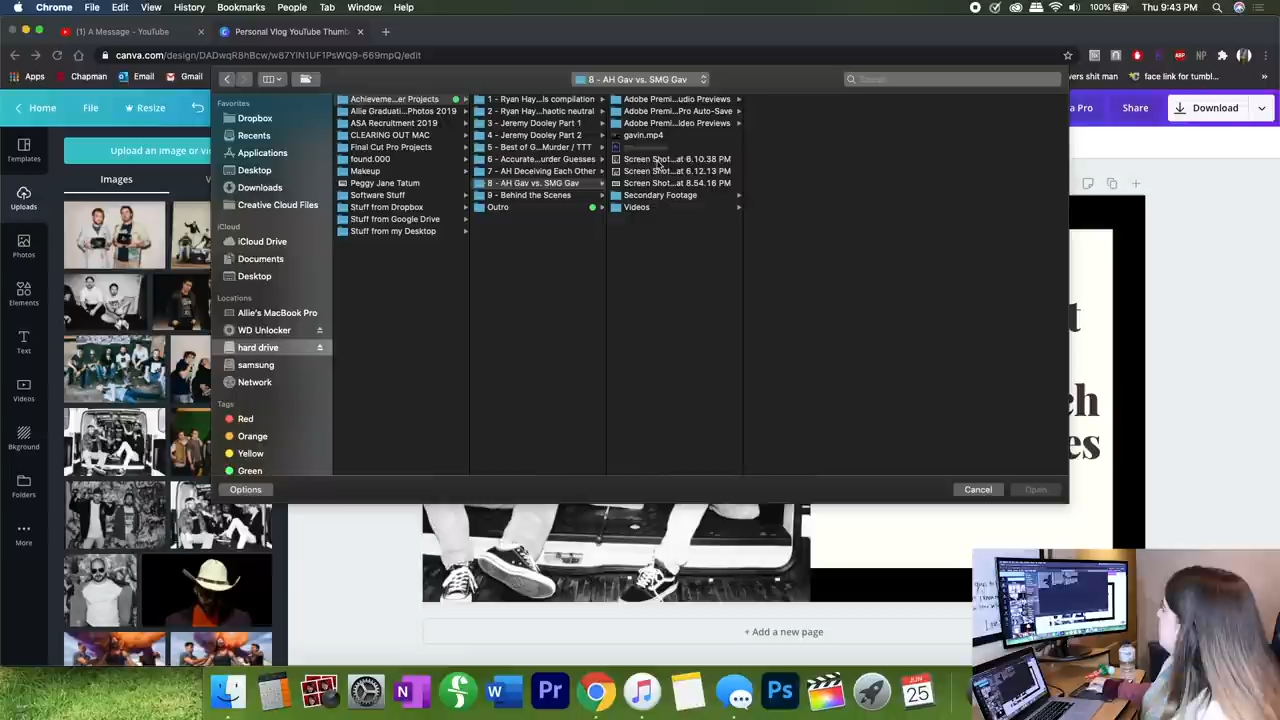 Chrome File Edit View History Bookmarks People Tab Window Help 100% Thu 9:43 PM
(1) A Message - YouTube Personal Vlog YouTube Thumb
canva.com/design/DADwqR8hBcw/w87YlN1UF1PsWQ9-669mpQ/edit
Apps Chapman Email Gmail face link for tumbl...
Home File Resize Share Download
Templates
Uploads
Photos
Elements
Text
Videos
Bkground
Folders
More
Upload an image or
Images
8 - AH Gav vs. SMG Gav
Favorites
Dropbox
Recents
Applications
Desktop
Downloads
Creative Cloud Files
iCloud
iCloud Drive
Documents
Desktop
Locations
Allie's MacBook Pro
WD Unlocker
hard drive
samsung
Network
Tags
Red
Orange
Yellow
Green
Achieveme...er Projects
Allie Graduati...Photos 2019
ASA Recruitment 2019
CLEARING OUT MAC
Final Cut Pro Projects
found.000
Makeup
Peggy Jane Tatum
Software Stuff
Stuff from Dropbox
Stuff from Google Drive
Stuff from my Desktop
1 - Ryan Hay...ls compilation
2 - Ryan Hay...haotic neutral
3 - Jeremy Dooley Part 1
4 - Jeremy Dooley Part 2
5 - Best of G...Murder / TTT
6 - Accurate...urder Guesses
7 - AH Deceiving Each Other
8 - AH Gav vs. SMG Gav
9 - Behind the Scenes
Outro
Adobe Premi...udio Previews
Adobe Premi...Pro Auto-Save
Adobe Premi...ideo Previews
gavin.mp4
Screen Shot...at 6.10.38 PM
Screen Shot...at 6.12.13 PM
Screen Shot...at 8.54.16 PM
Secondary Footage
Videos
Options Cancel Open
+ Add a new page
JUN
25